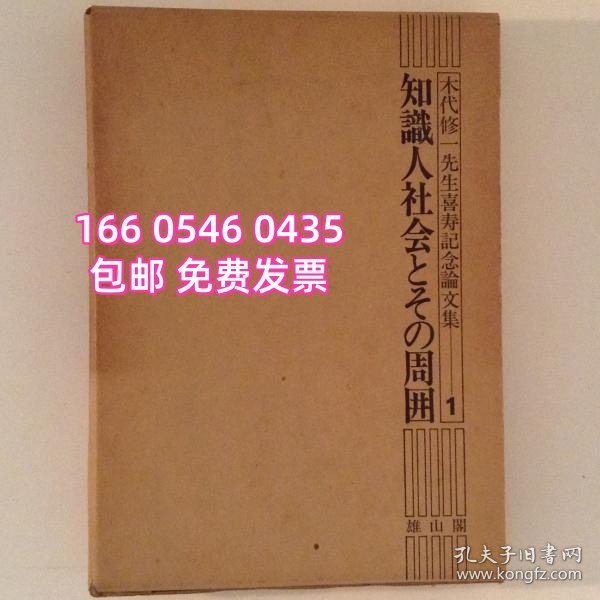 木代修一先生喜寿記念論文集 1
知識人社会とその周囲
雄山閣
166 0546 0435
包邮 免费发票
孔夫子旧书网
www.kongfz.com